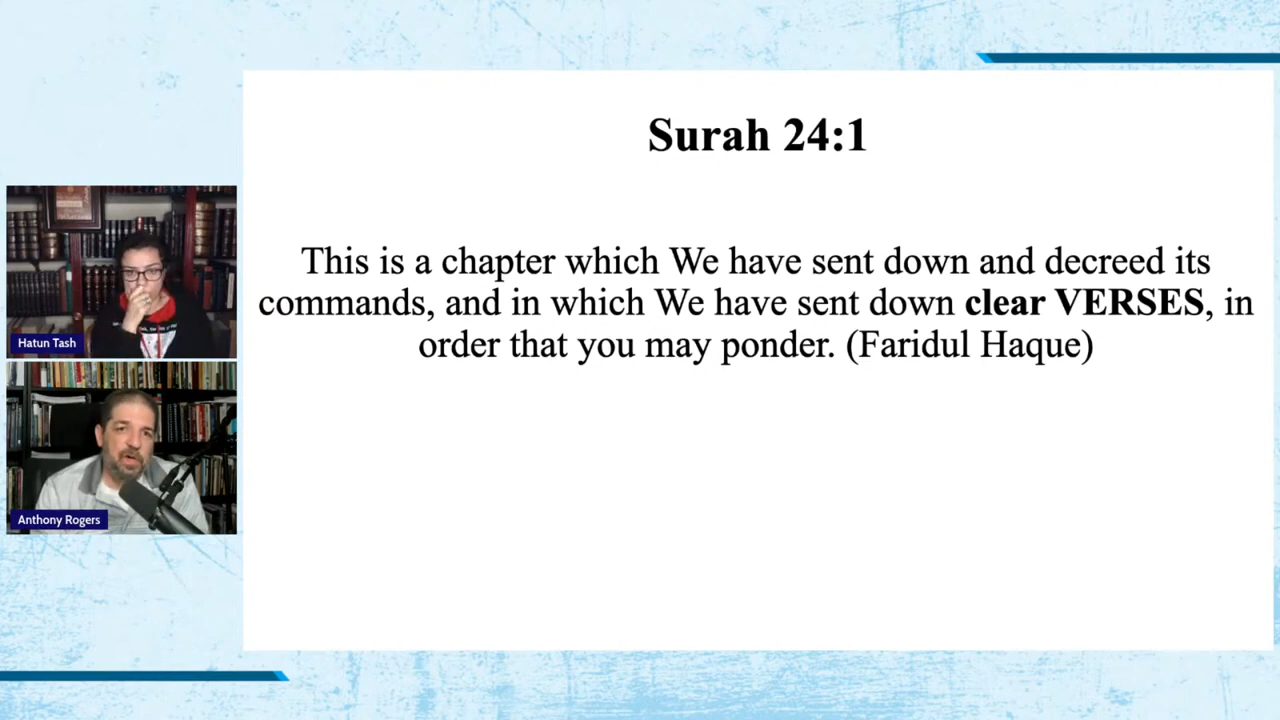 Surah 24:1
This is a chapter which We have sent down and decreed its
commands, and in which We have sent down clear VERSES, in
order that you may ponder. (Faridul Haque)
Hatun Tash
Anthony Rogers